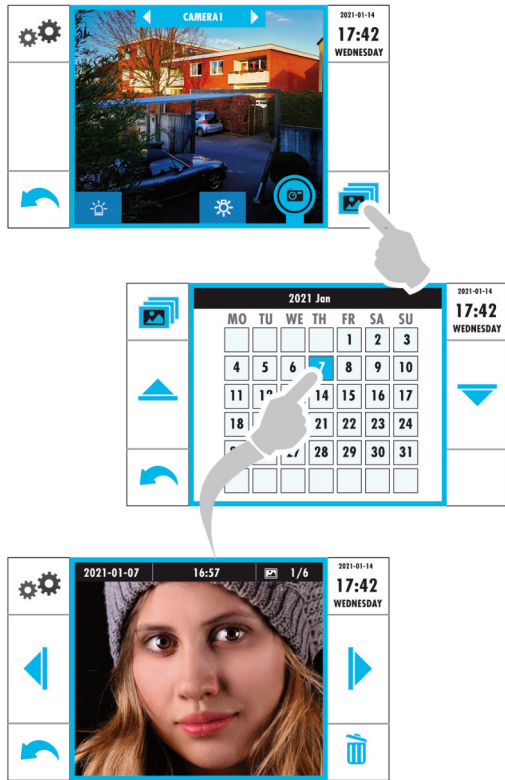 CAMERA1
2021-01-14
17:42
WEDNESDAY
2021 Jan
MO TU WE TH FR SA SU
1 2 3
4 5 6 7 8 9 10
11 14 15 16 17
18 21 22 23 24
27 28 29 30 31
2021-01-14
17:42
WEDNESDAY
2021-01-07 16:57 1/6
2021-01-14
17:42
WEDNESDAY